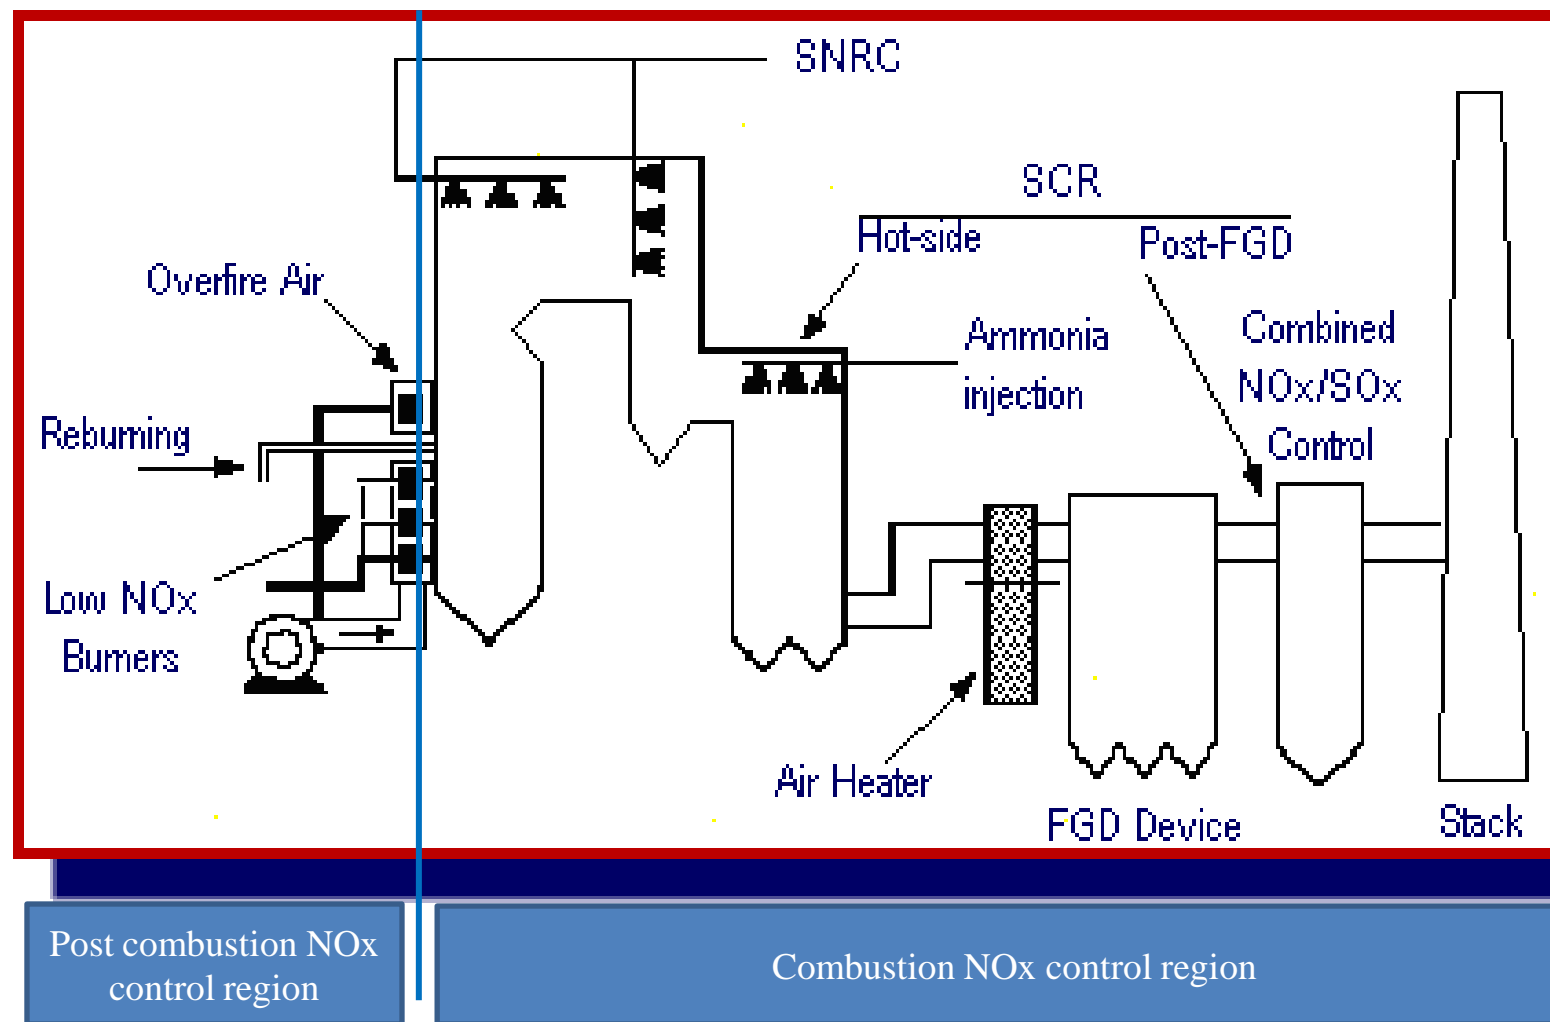 SNRC
SCR
Hot-side
Post-FGD
Overfire Air
Ammonia
injection
Combined
NOx/SOx
Control
Reburning
Low NOx
Burners
Air Heater
FGD Device
Stack
Post combustion NOx
control region
Combustion NOx control region